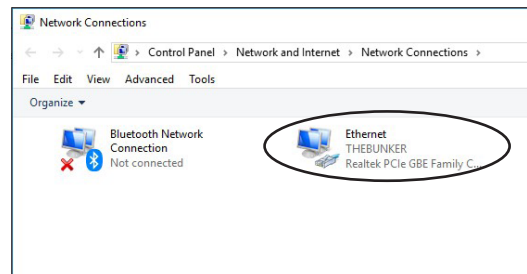 Network Connections
Control Panel > Network and Internet > Network Connections >
File Edit View Advanced Tools
Organize
Bluetooth Network
Connection
Not connected
Ethernet
THEBUNKER
Realtek PCIe GBE Family C...